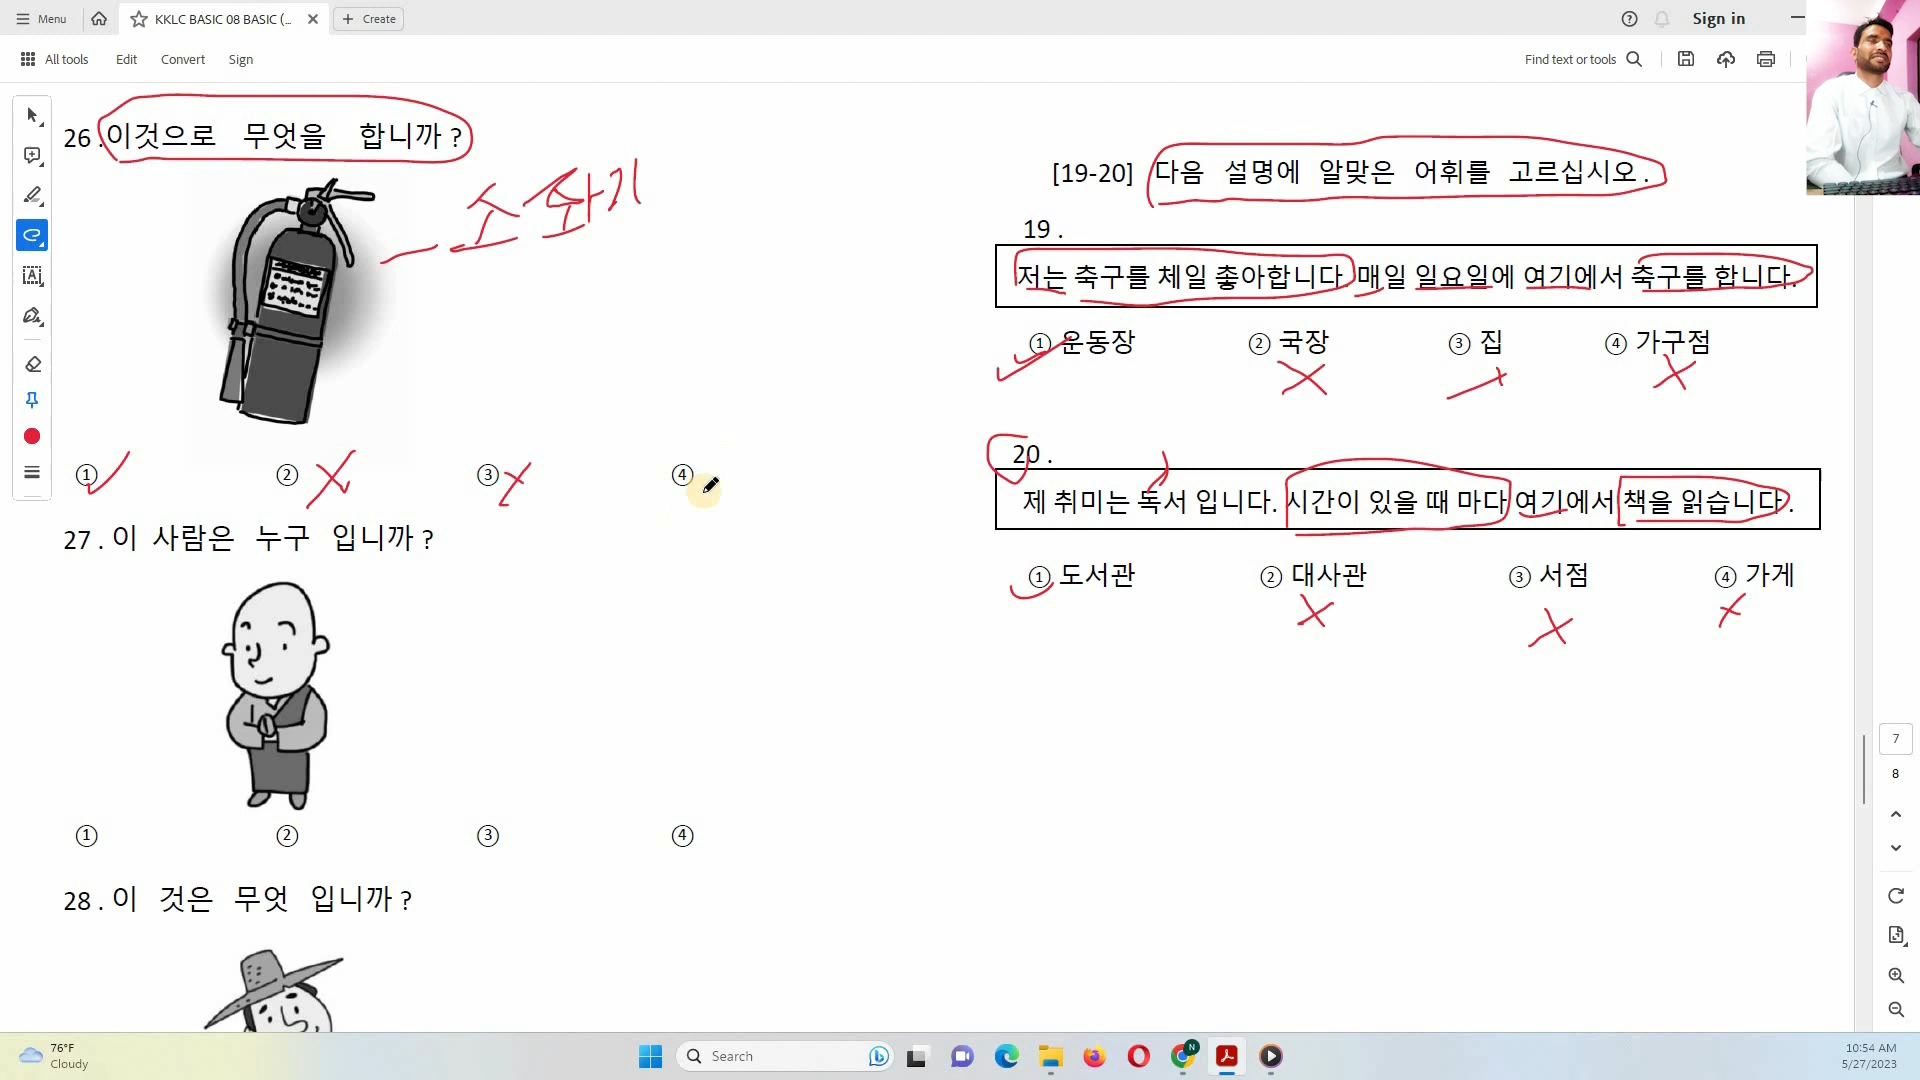 Menu
KKLC BASIC 08 BASIC (...
Create
Sign in
All tools
Edit
Convert
Sign
Find text or tools
26 . 이것으로 무엇을 합니까 ?
소화기
① ② ③ ④
27 . 이 사람은 누구 입니까 ?
① ② ③ ④
28 . 이 것은 무엇 입니까 ?
[19-20] 다음 설명에 알맞은 어휘를 고르십시오 .
19 .
저는 축구를 체일 촣아합니다. 매일 일요일에 여기에서 축구를 합니다.
① 운동장 ② 국장 ③ 집 ④ 가구점
20 .
제 취미는 독서 입니다. 시간이 있을 때 마다 여기에서 책을 읽습니다.
① 도서관 ② 대사관 ③ 서점 ④ 가게
7
8
76°F
Cloudy
Search
N
10:54 AM
5/27/2023